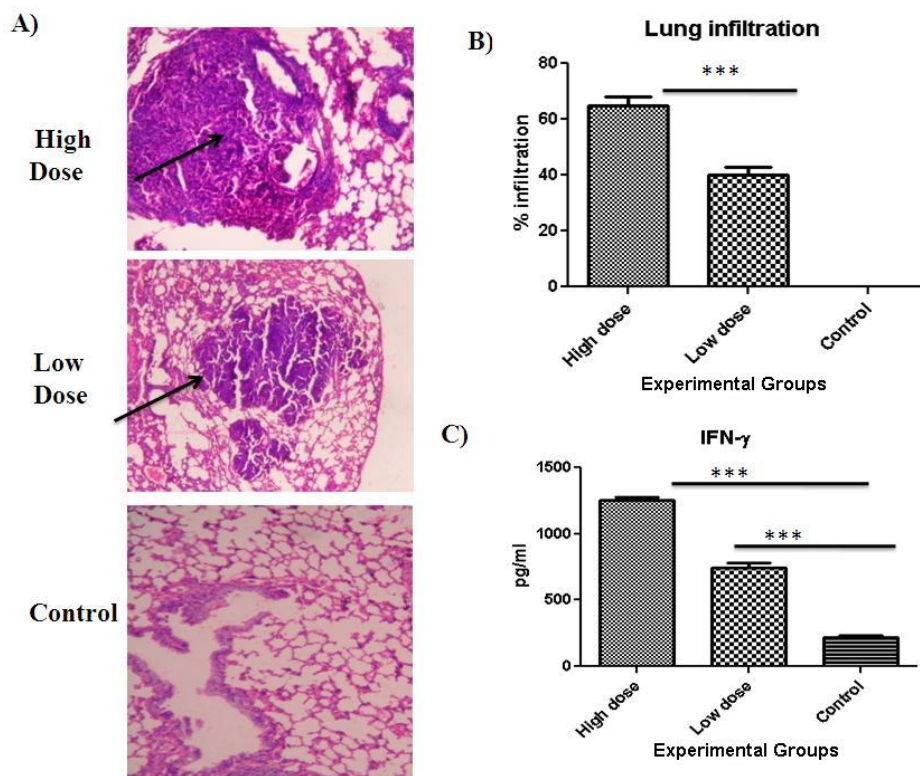 A)
High
Dose
Low
Dose
Control
B)
Lung infiltration
***
80
60
40
20
0
% infiltration
High dose
Low dose
Control
Experimental Groups
C)
IFN-γ
***
***
1500
1000
500
0
pg/ml
High dose
Low dose
Control
Experimental Groups